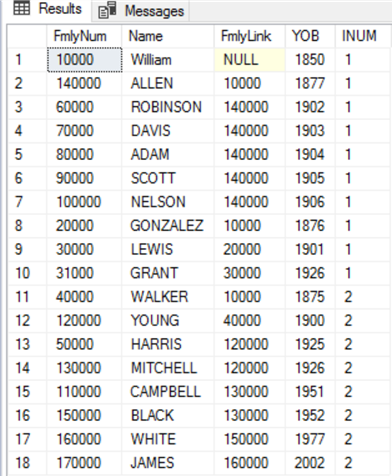 Results Messages
FmlyNum Name FmlyLink YOB INUM
1 10000 William NULL 1850 1
2 140000 ALLEN 10000 1877 1
3 60000 ROBINSON 140000 1902 1
4 70000 DAVIS 140000 1903 1
5 80000 ADAM 140000 1904 1
6 90000 SCOTT 140000 1905 1
7 100000 NELSON 140000 1906 1
8 20000 GONZALEZ 10000 1876 1
9 30000 LEWIS 20000 1901 1
10 31000 GRANT 30000 1926 1
11 40000 WALKER 10000 1875 2
12 120000 YOUNG 40000 1900 2
13 50000 HARRIS 120000 1925 2
14 130000 MITCHELL 120000 1926 2
15 110000 CAMPBELL 130000 1951 2
16 150000 BLACK 130000 1952 2
17 160000 WHITE 150000 1977 2
18 170000 JAMES 160000 2002 2